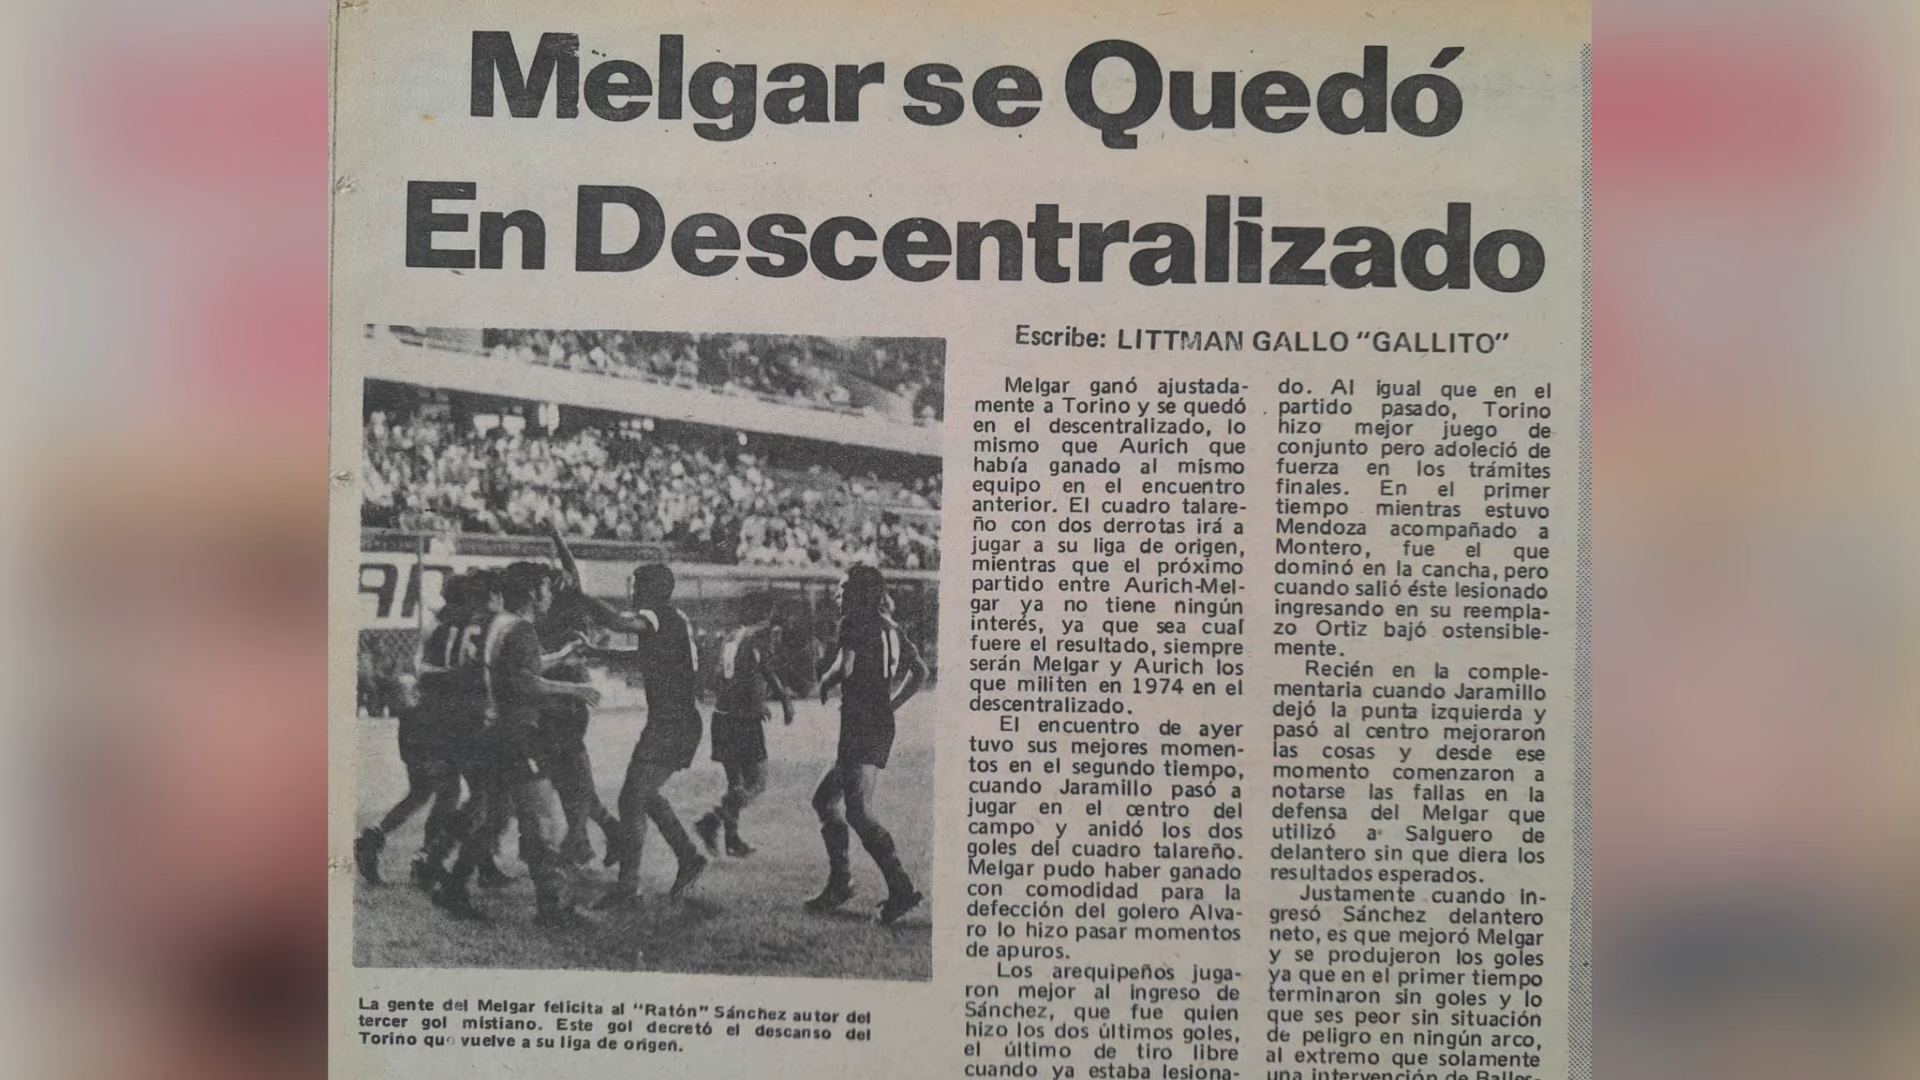 Melgar se Quedó
En Descentralizado
Escribe: LITTMAN GALLO "GALLITO"
Melgar ganó ajustada-
mente a Torino y se quedó
en el descentralizado, lo
mismo que Aurich que
había ganado al mismo
equipo en el encuentro
anterior. El cuadro talare-
ño con dos derrotas irá a
jugar a su liga de origen,
mientras que el próximo
partido entre Aurich-Mel-
gar ya no tiene ningún
interés, ya que sea cual
fuere el resultado, siempre
serán Melgar y Aurich los
que militen en 1974 en el
descentralizado.
El encuentro de ayer
tuvo sus mejores momen-
tos en el segundo tiempo,
cuando Jaramillo pasó a
jugar en el centro del
campo y anidó los dos
goles del cuadro talareño.
Melgar pudo haber ganado
con comodidad para la
defección del golero Alva-
ro lo hizo pasar momentos
de apuros.
Los arequipeños juga-
ron mejor al ingreso de
Sánchez, que fue quien
hizo los dos últimos goles,
el último de tiro libre
cuando ya estaba lesiona-
do. Al igual que en el
partido pasado, Torino
hizo mejor juego de
conjunto pero adoleció de
fuerza en los trámites
finales. En el primer
tiempo mientras estuvo
Mendoza acompañado a
Montero, fue el que
dominó en la cancha, pero
cuando salió éste lesionado
ingresando en su reempla-
zo Ortiz bajó ostensible-
mente.
Recién en la comple-
mentaria cuando Jaramillo
dejó la punta izquierda y
pasó al centro mejoraron
las cosas y desde ese
momento comenzaron a
notarse las fallas en la
defensa del Melgar que
utilizó a Salguero de
delantero sin que diera los
resultados esperados.
Justamente cuando in-
gresó Sánchez delantero
neto, es que mejoró Melgar
y se produjeron los goles
ya que en el primer tiempo
terminaron sin goles y lo
que ses peor sin situación
de peligro en ningún arco,
al extremo que solamente
una intervención de Balles-
15
La gente del Melgar felicita al "Ratón" Sánchez autor del
tercer gol mistiano. Este gol decretó el descanso del
Torino que vuelve a su liga de origen.